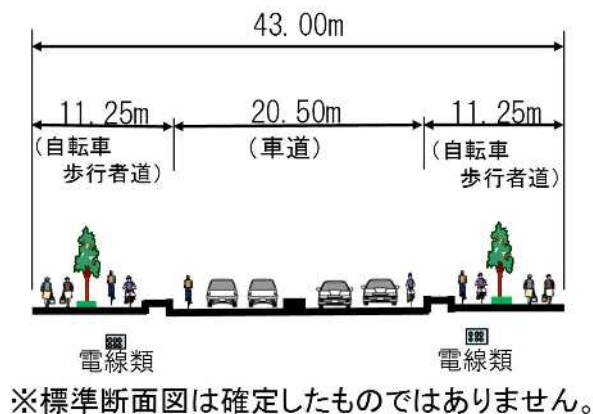 43.00m
11.25m 20.50m 11.25m
(自転車
歩行者道)
(車道)
(自転車
歩行者道)
電線類
電線類
※標準断面図は確定したものではありません。